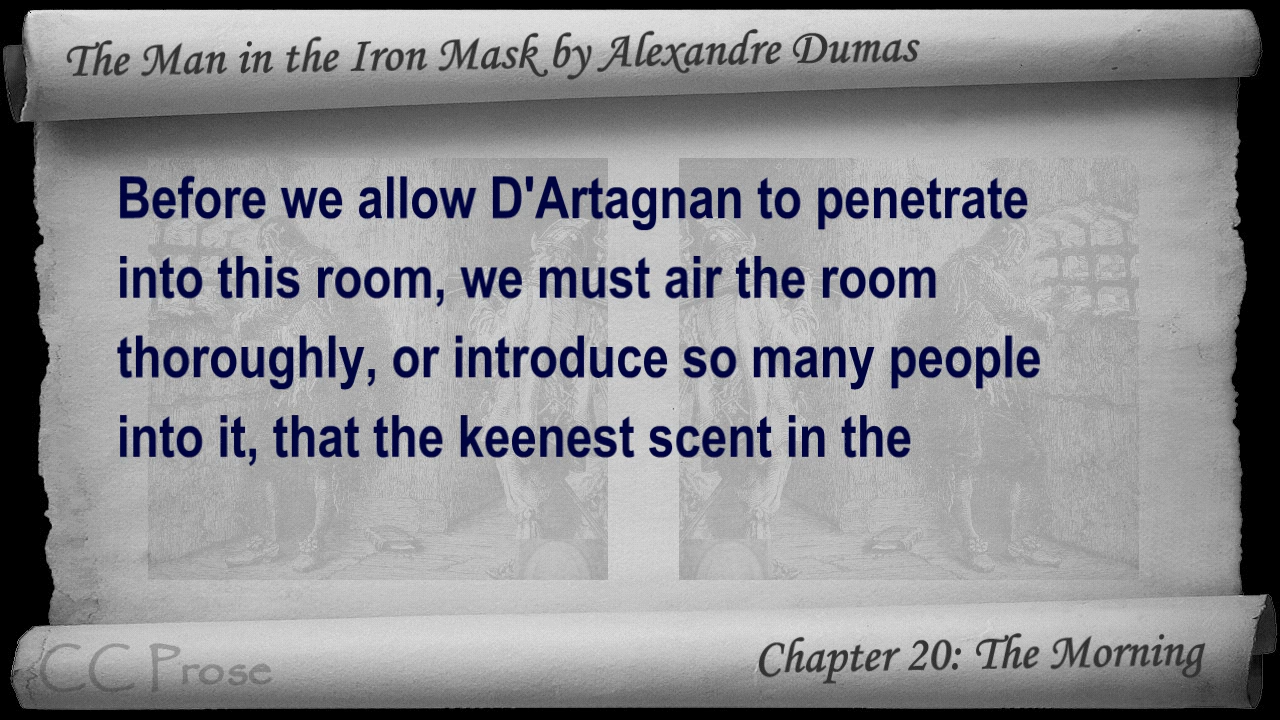 The Man in the Iron Mask by Alexandre Dumas
Before we allow D'Artagnan to penetrate
into this room, we must air the room
thoroughly, or introduce so many people
into it, that the keenest scent in the
CC Prose
Chapter 20: The Morning